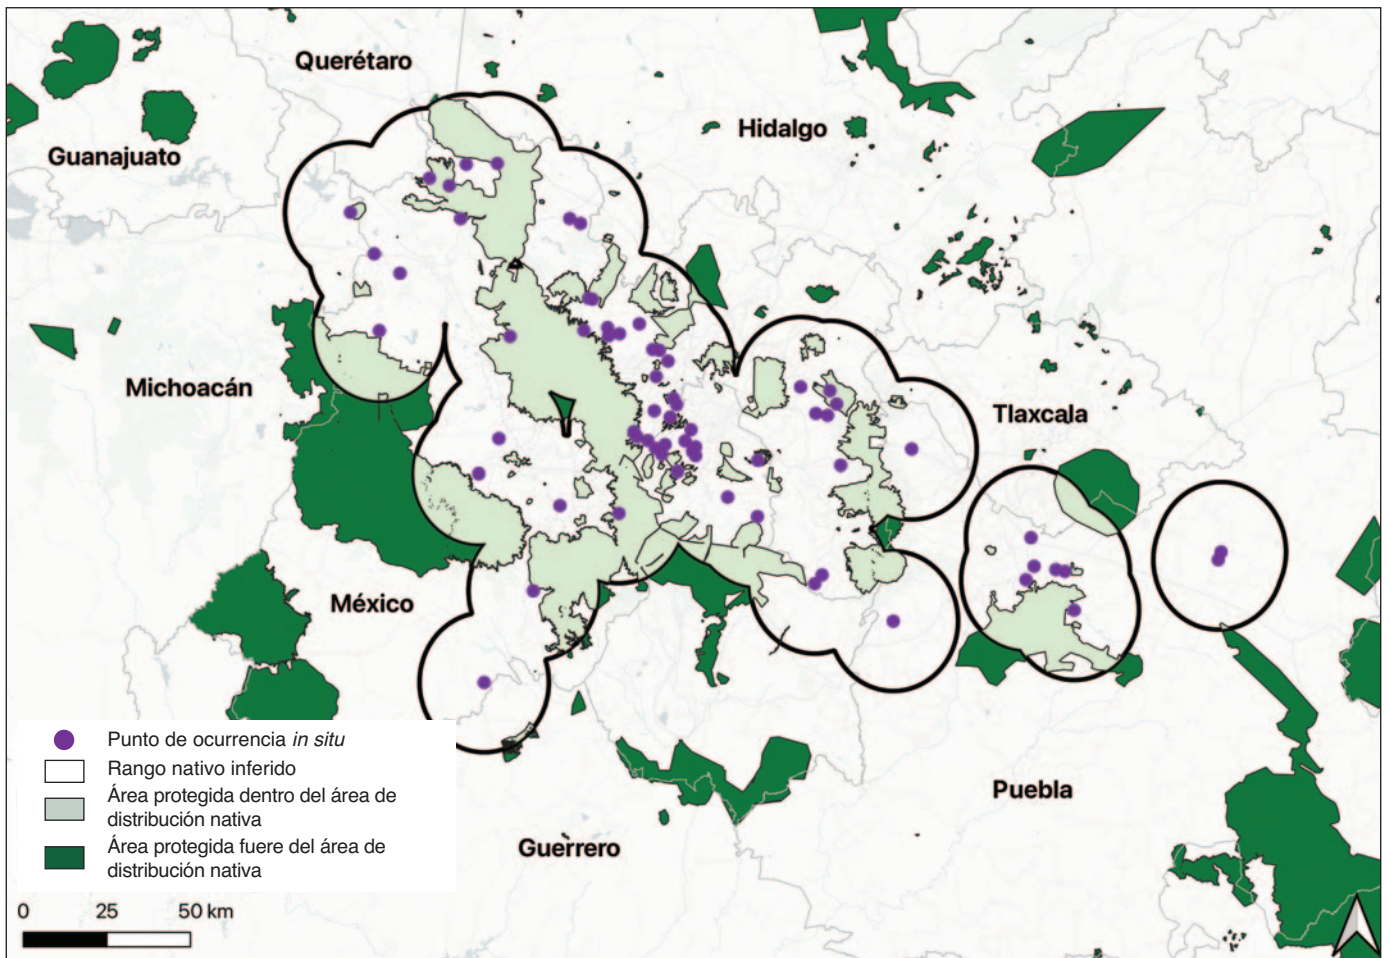 Querétaro
Hidalgo
Guanajuato
Michoacán
Tlaxcala
México
Puebla
Guerrero
Punto de ocurrencia in situ
Rango nativo inferido
Área protegida dentro del área de
distribución nativa
Área protegida fuere del área de
distribución nativa
0 25 50 km